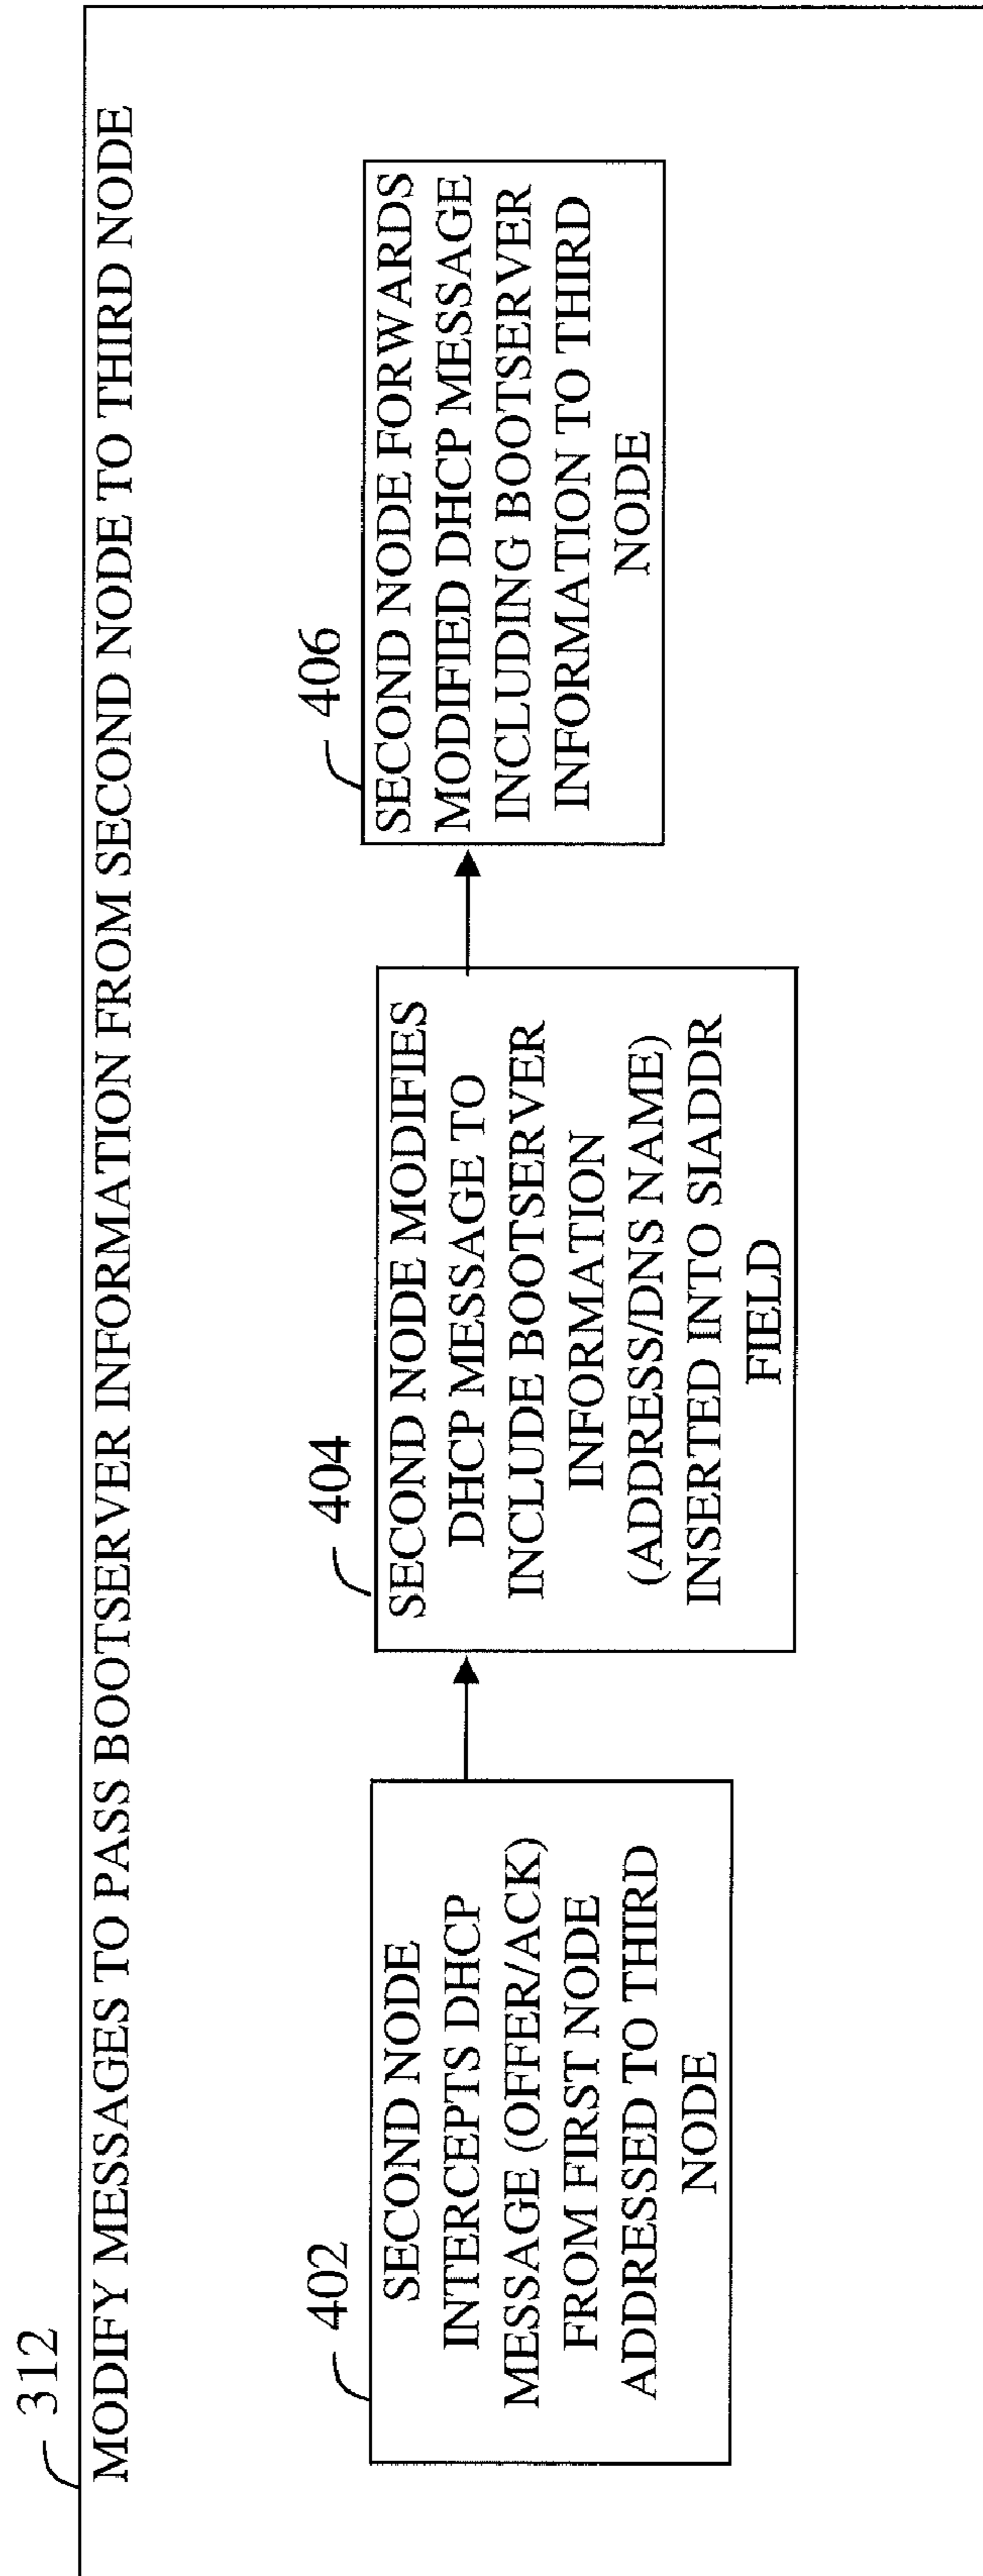 312
MODIFY MESSAGES TO PASS BOOTSERVER INFORMATION FROM SECOND NODE TO THIRD NODE
402
SECOND NODE
INTERCEPTS DHCP
MESSAGE (OFFER/ACK)
FROM FIRST NODE
ADDRESSED TO THIRD
NODE
404
SECOND NODE MODIFIES
DHCP MESSAGE TO
INCLUDE BOOTSERVER
INFORMATION
(ADDRESS/DNS NAME)
INSERTED INTO SIADDR
FIELD
406
SECOND NODE FORWARDS
MODIFIED DHCP MESSAGE
INCLUDING BOOTSERVER
INFORMATION TO THIRD
NODE